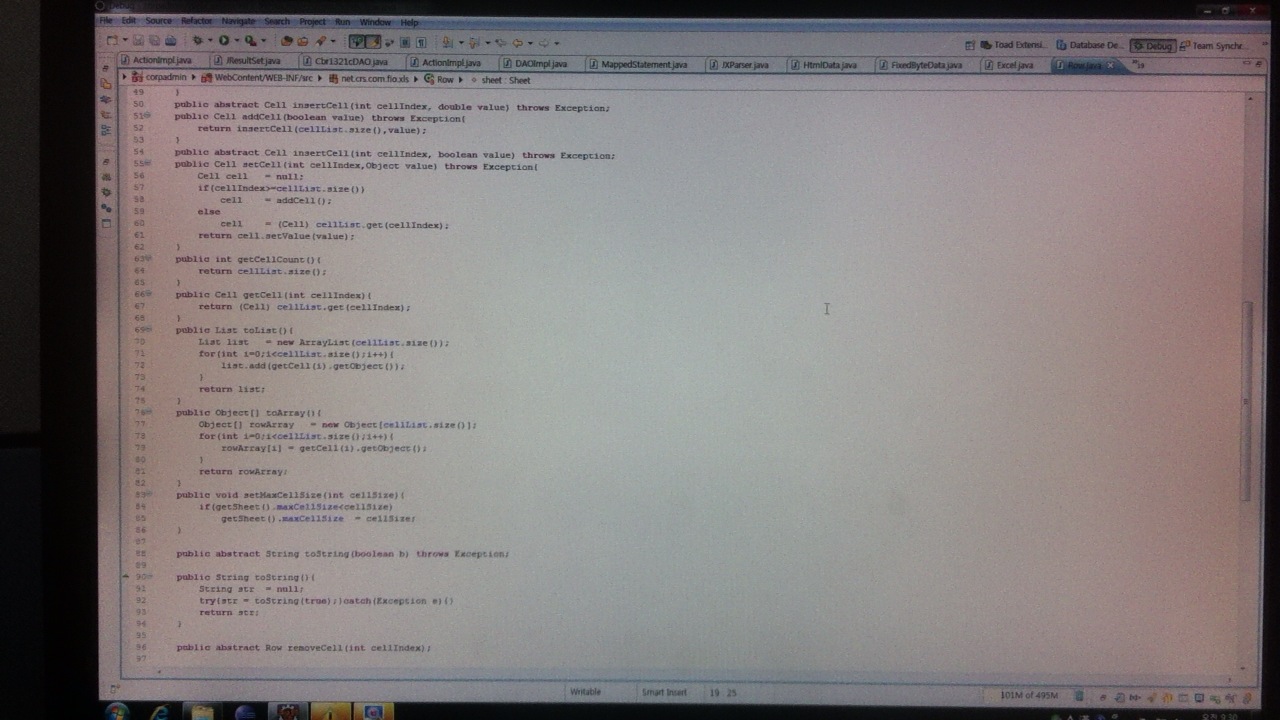 File Edit Source Refactor Navigate Search Project Run Window Help
Toad Extensi... Database De... Debug Team Synchr...
ActionImpl.java /ResultSet.java Cbr1321cDAO.java ActionImpl.java DAOImpl.java MappedStatement.java IXParser.java HtmlData.java FixedByteData.java Excel.java Row.java
corpadmin WebContent/WEB-INF/src net.crs.com.fio.xls Row sheet : Sheet
49 }
50 public abstract Cell insertCell(int cellIndex, double value) throws Exception;
51 public Cell addCell(boolean value) throws Exception{
52 return insertCell(cellList.size(),value);
53 }
54 public abstract Cell insertCell(int cellIndex, boolean value) throws Exception;
55 public Cell setCell(int cellIndex,Object value) throws Exception{
56 Cell cell = null;
57 if(cellIndex>=cellList.size())
58 cell = addCell();
59 else
60 cell = (Cell) cellList.get(cellIndex);
61 return cell.setValue(value);
62 }
63 public int getCellCount(){
64 return cellList.size();
65 }
66 public Cell getCell(int cellIndex){
67 return (Cell) cellList.get(cellIndex);
68 }
69 public List toList(){
70 List list = new ArrayList(cellList.size());
71 for(int i=0;i<cellList.size();i++){
72 list.add(getCell(i).getObject());
73 }
74 return list;
75 }
76 public Object[] toArray(){
77 Object[] rowArray = new Object[cellList.size()];
78 for(int i=0;i<cellList.size();i++){
79 rowArray[i] = getCell(i).getObject();
80 }
81 return rowArray;
82 }
83 public void setMaxCellSize(int cellSize){
84 if(getSheet().maxCellSize<cellSize)
85 getSheet().maxCellSize = cellSize;
86 }
87
88 public abstract String toString(boolean b) throws Exception;
89
90 public String toString(){
91 String str = null;
92 try{str = toString(true);}catch(Exception e){}
93 return str;
94 }
95
96 public abstract Row removeCell(int cellIndex);
97
Writable Smart Insert 19 : 25 101M of 495M